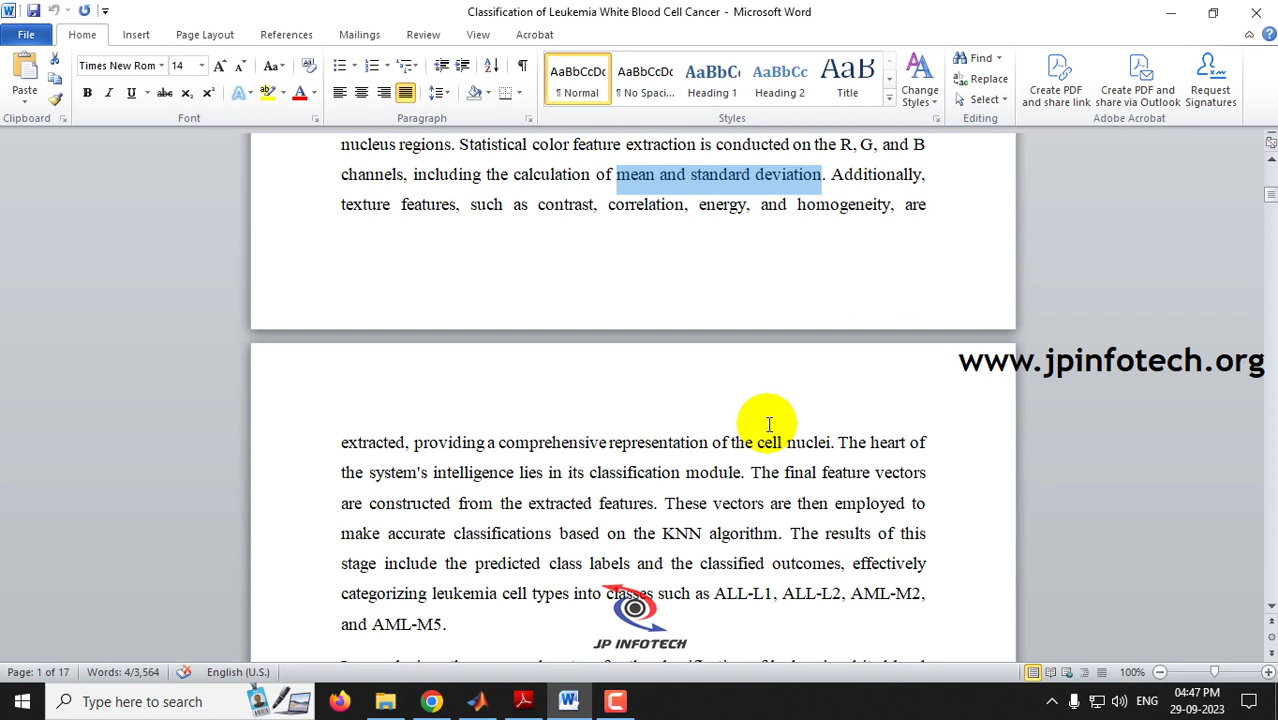 Classification of Leukemia White Blood Cell Cancer - Microsoft Word
File Home Insert Page Layout References Mailings Review View Acrobat
Times New Rom 14 Aa
AaBbCcDc AaBbCcDc AaBbCc AaBbCc AaB
Find
Replace
Select
Paste
B I U abc x₂ x² A ab A
¶ Normal ¶ No Spaci... Heading 1 Heading 2 Title
Change Styles
Create PDF and share link
Create PDF and share via Outlook
Request Signatures
Clipboard Font Paragraph Styles Editing Adobe Acrobat
nucleus regions. Statistical color feature extraction is conducted on the R, G, and B
channels, including the calculation of mean and standard deviation. Additionally,
texture features, such as contrast, correlation, energy, and homogeneity, are
www.jpinfotech.org
extracted, providing a comprehensive representation of the cell nuclei. The heart of
the system's intelligence lies in its classification module. The final feature vectors
are constructed from the extracted features. These vectors are then employed to
make accurate classifications based on the KNN algorithm. The results of this
stage include the predicted class labels and the classified outcomes, effectively
categorizing leukemia cell types into classes such as ALL-L1, ALL-L2, AML-M2,
and AML-M5.
JP INFOTECH
Page: 1 of 17 Words: 4/3,564 English (U.S.) 100%
Type here to search
ENG
04:47 PM
29-09-2023